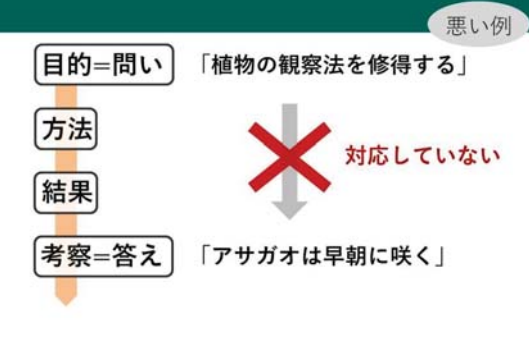 悪い例
目的=問い 「植物の観察法を修得する」
方法
対応していない
結果
考察=答え 「アサガオは早朝に咲く」